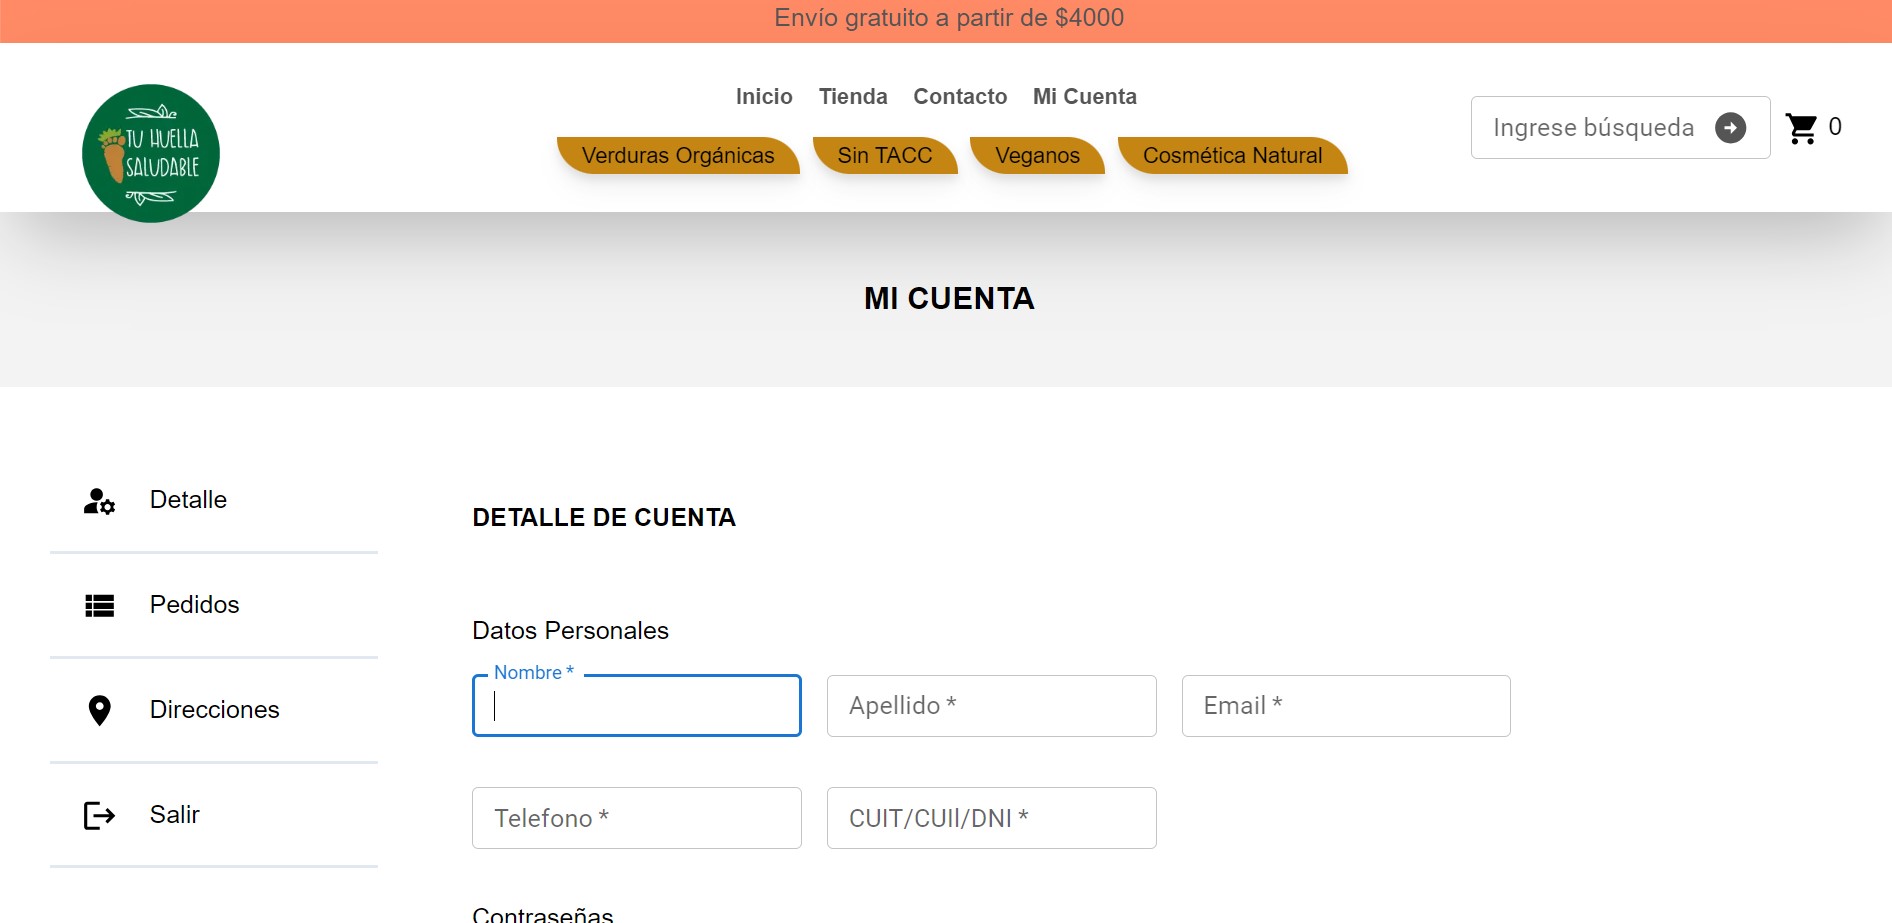 Envío gratuito a partir de $4000
Inicio Tienda Contacto Mi Cuenta
TU HUELLA
SALUDABLE
Verduras Orgánicas Sin TACC Veganos Cosmética Natural
Ingrese búsqueda 0
MI CUENTA
Detalle
Pedidos
Direcciones
Salir
DETALLE DE CUENTA
Datos Personales
Nombre *
Apellido * Email *
Telefono * CUIT/CUIl/DNI *
Contraseñas